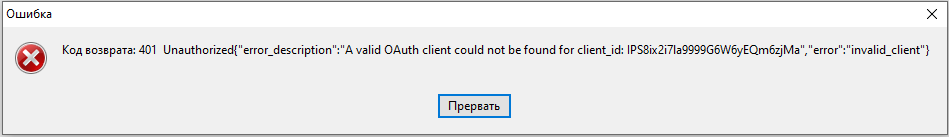 Ошибка
Код возврата: 401 Unauthorized{"error_description":"A valid OAuth client could not be found for client_id: IPS8ix2i7Ia9999G6W6yEQm6zjMa","error":"invalid_client"}
Прервать